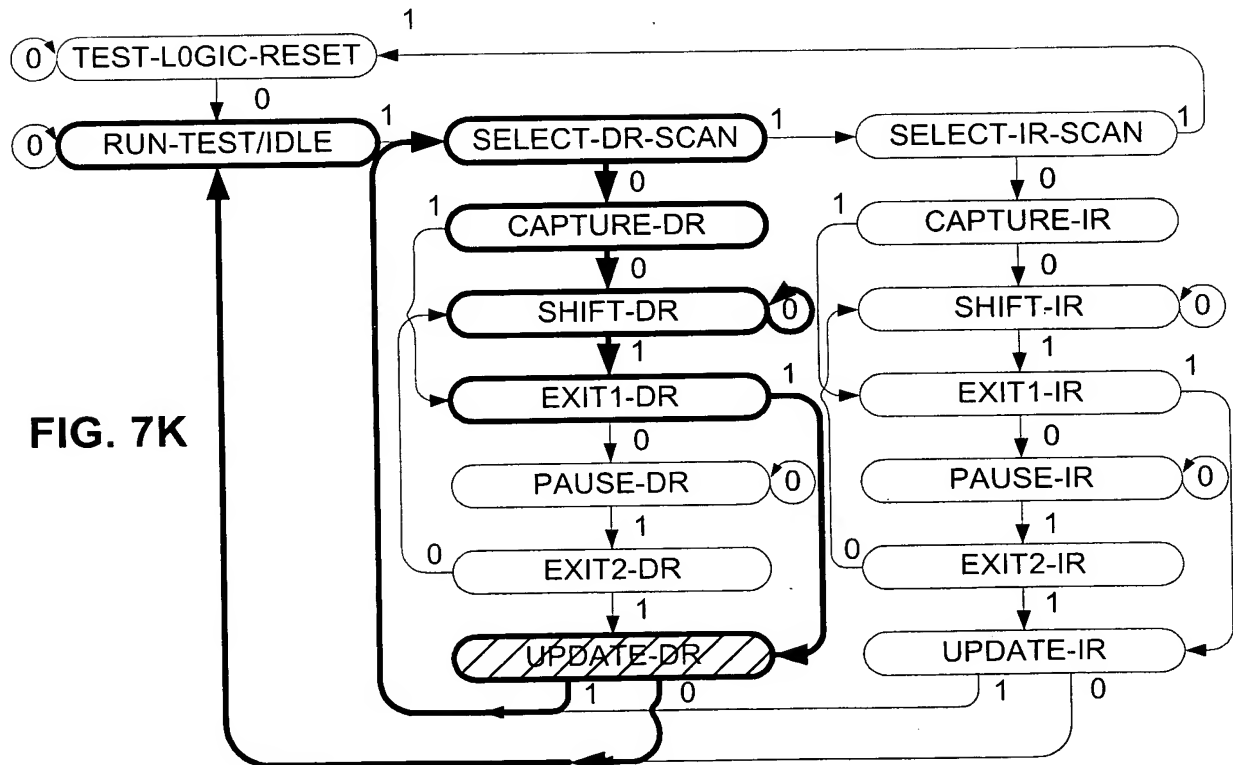 1
0 TEST-L0GIC-RESET
0
0 RUN-TEST/IDLE 1 SELECT-DR-SCAN 1 SELECT-IR-SCAN 1
0 0
1 CAPTURE-DR 1 CAPTURE-IR
0 0
SHIFT-DR 0 SHIFT-IR 0
1 1
EXIT1-DR 1 EXIT1-IR 1
FIG. 7K
0 0
PAUSE-DR 0 PAUSE-IR 0
1 1
0 EXIT2-DR 0 EXIT2-IR
1 1
UPDATE-DR UPDATE-IR
1 0 1 0